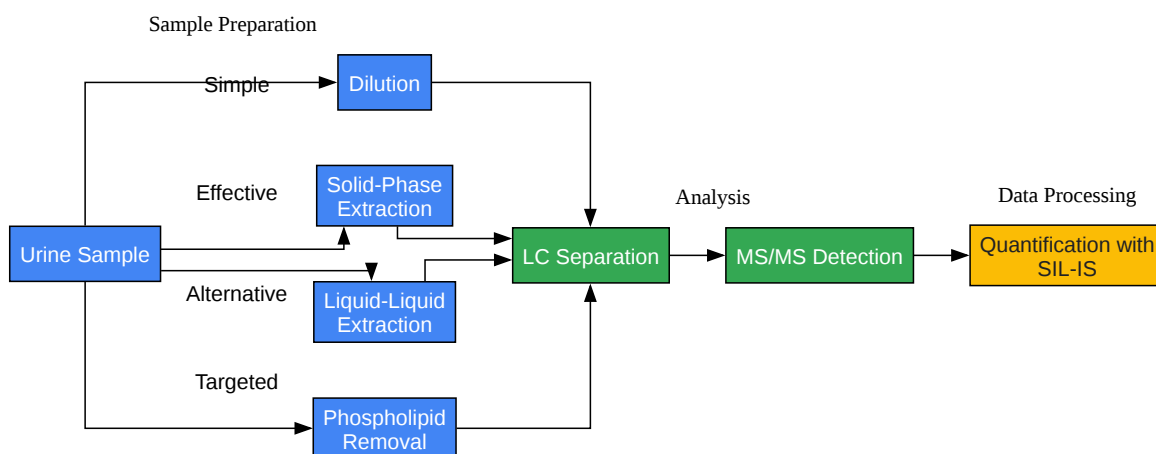 Sample Preparation
Simple
Dilution
Effective
Solid-Phase
Extraction
Analysis
Data Processing
Urine Sample
LC Separation
MS/MS Detection
Quantification with
SIL-IS
Alternative
Liquid-Liquid
Extraction
Targeted
Phospholipid
Removal